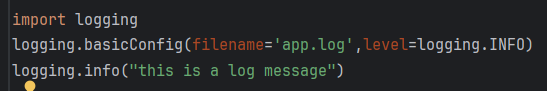 import logging
logging.basicConfig(filename='app.log',level=logging.INFO)
logging.info("this is a log message")